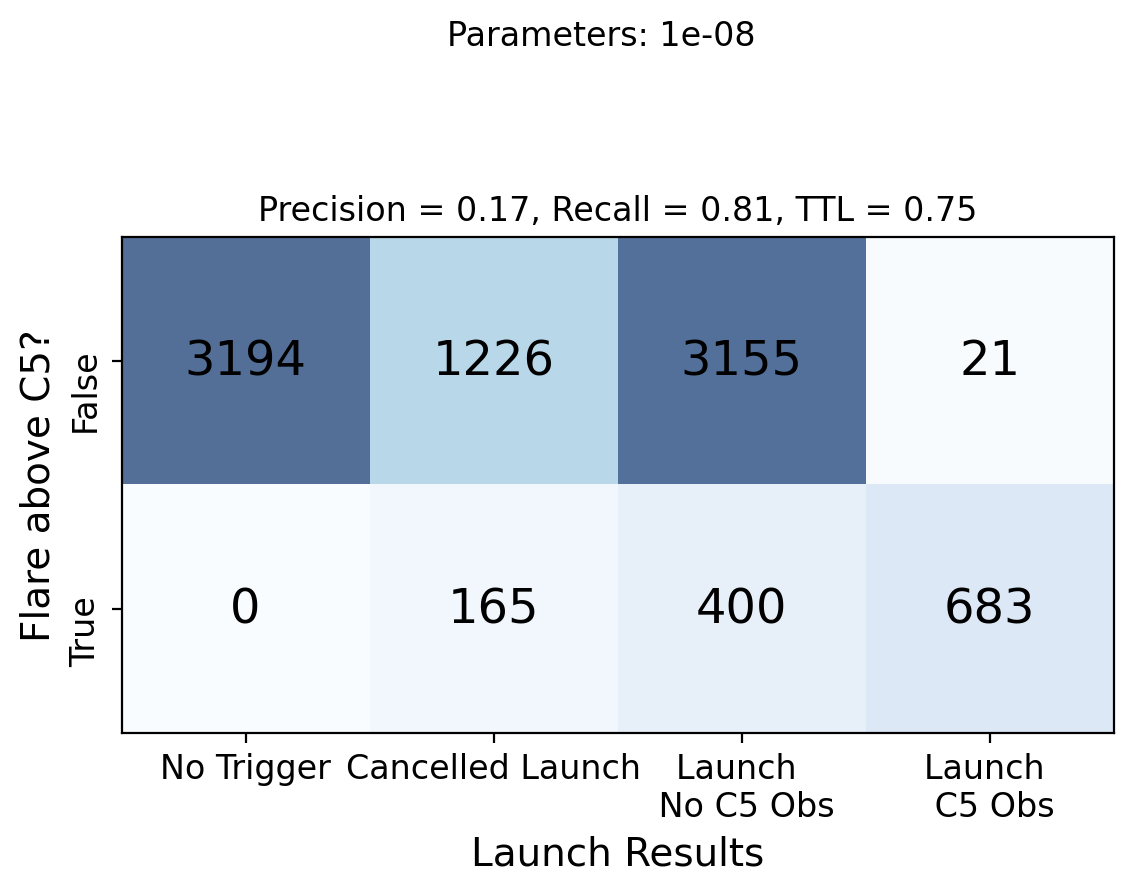 Parameters: 1e-08
Precision = 0.17, Recall = 0.81, TTL = 0.75
Flare above C5?
False
3194 1226 3155 21
True
0 165 400 683
No Trigger Cancelled Launch Launch Launch
No C5 Obs C5 Obs
Launch Results